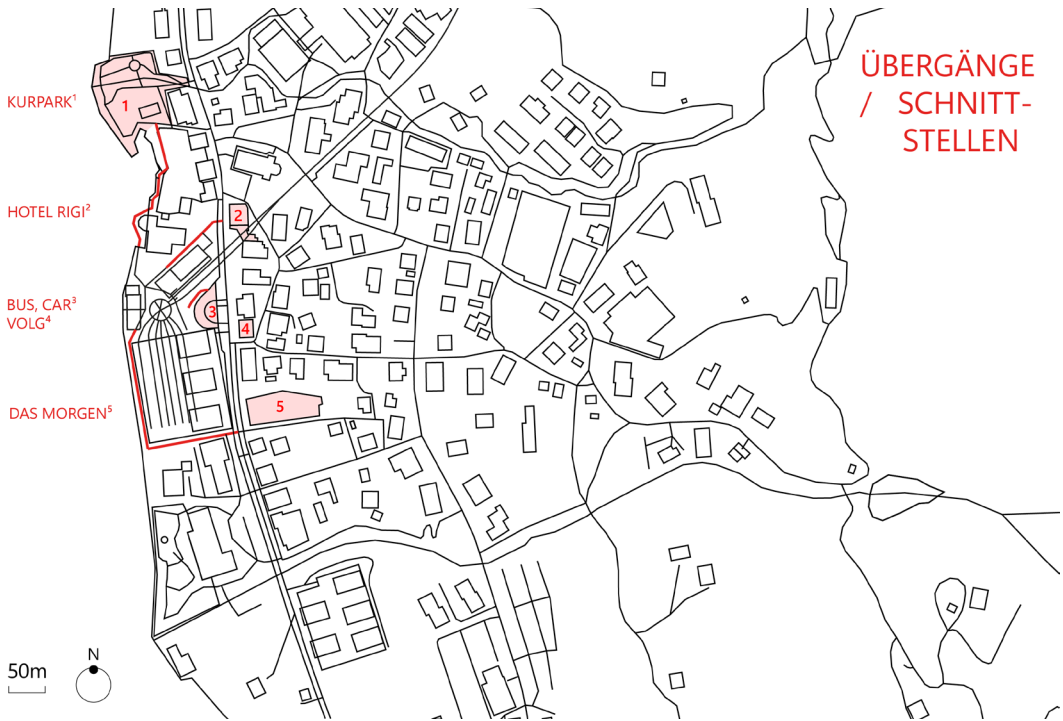 ÜBERGÄNGE
/ SCHNITT-
STELLEN
KURPARK¹
1
HOTEL RIGI²
2
BUS, CAR³
VOLG⁴
3
4
DAS MORGEN⁵
5
50m
N